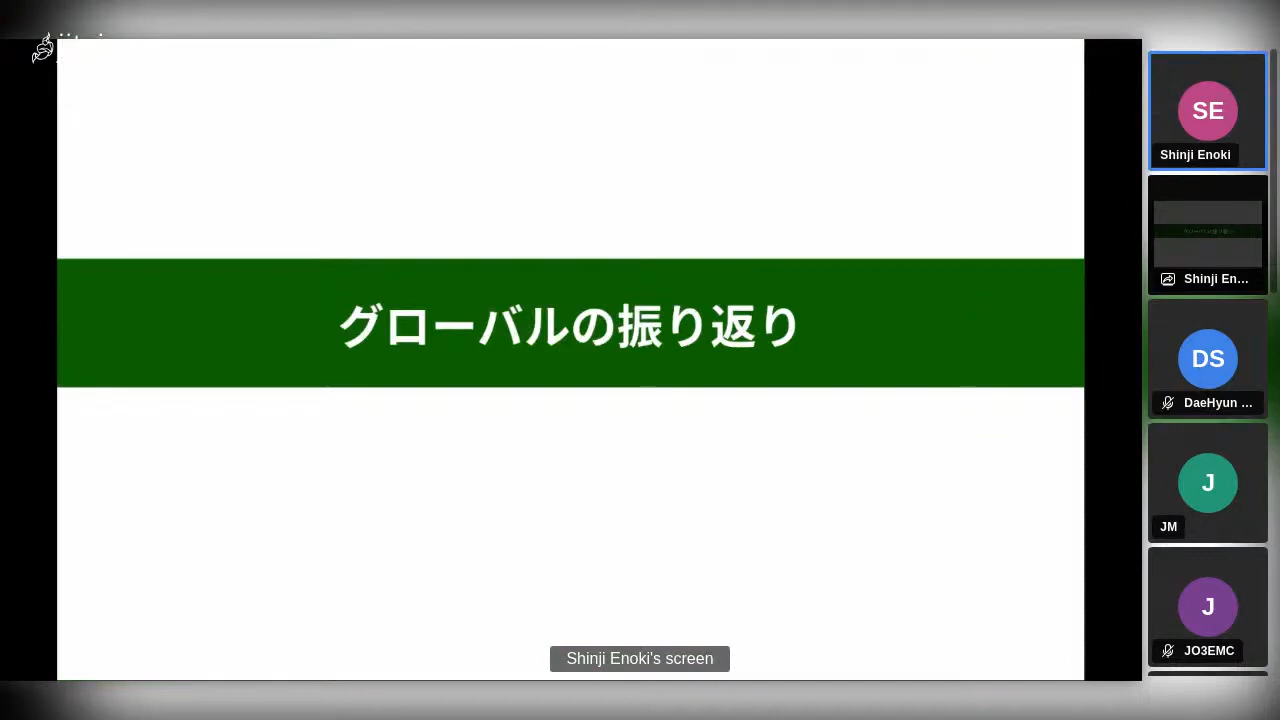 グローバルの振り返り
Shinji Enoki's screen
SE
Shinji Enoki
Shinji En...
DS
DaeHyun ...
J
JM
J
JO3EMC